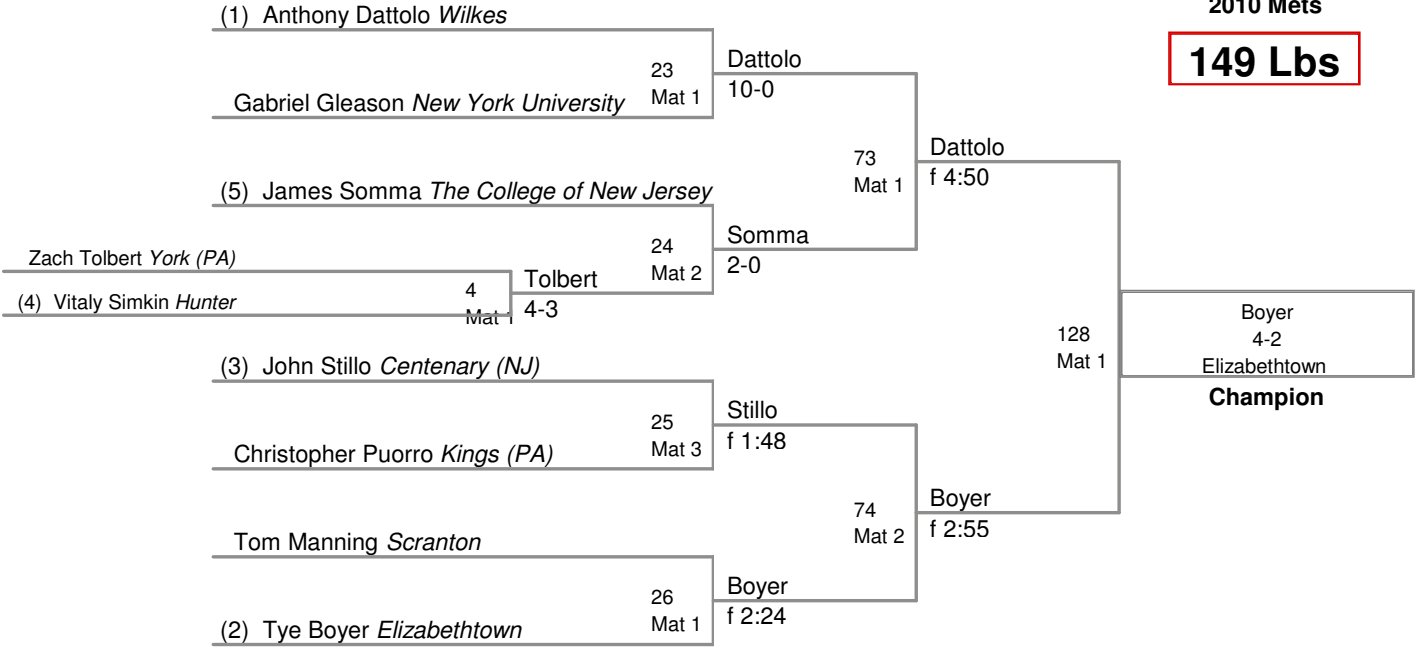 2010 Mets
149 Lbs
(1) Anthony Dattolo Wilkes
23
Mat 1
Gabriel Gleason New York University
Dattolo
10-0
(5) James Somma The College of New Jersey
24
Mat 2
Zach Tolbert York (PA)
(4) Vitaly Simkin Hunter
4
Mat 1
Tolbert
4-3
Somma
2-0
73
Mat 1
Dattolo
f 4:50
(3) John Stillo Centenary (NJ)
25
Mat 3
Christopher Puorro Kings (PA)
Stillo
f 1:48
Tom Manning Scranton
26
Mat 1
(2) Tye Boyer Elizabethtown
Boyer
f 2:24
74
Mat 2
Boyer
f 2:55
128
Mat 1
Boyer
4-2
Elizabethtown
Champion